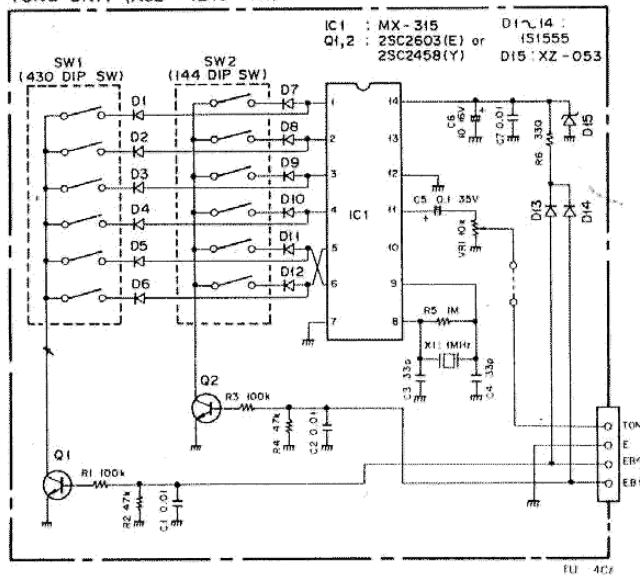 IC1 : MX-315
Q1,2 : 2SC2603(E) or
2SC2458(Y)
D1~14 :
1S1555
D15 : XZ-053
SW1
(430 DIP SW)
SW2
(144 DIP SW)
D1
D2
D3
D4
D5
D6
D7
D8
D9
D10
D11
D12
1
2
3
4
5
6
7
IC1
14
13
12
11
10
9
8
C6
10 16V
C7 0.01
R6 330
D15
D13
D14
C5 0.1 35V
+
VR1 10k
R5 1M
X1: 1MHz
C3 33p
C4 33p
Q2
R3 100k
R4 47k
C2 0.01
Q1
R1 100k
R2 47k
C1 0.01
TON
E